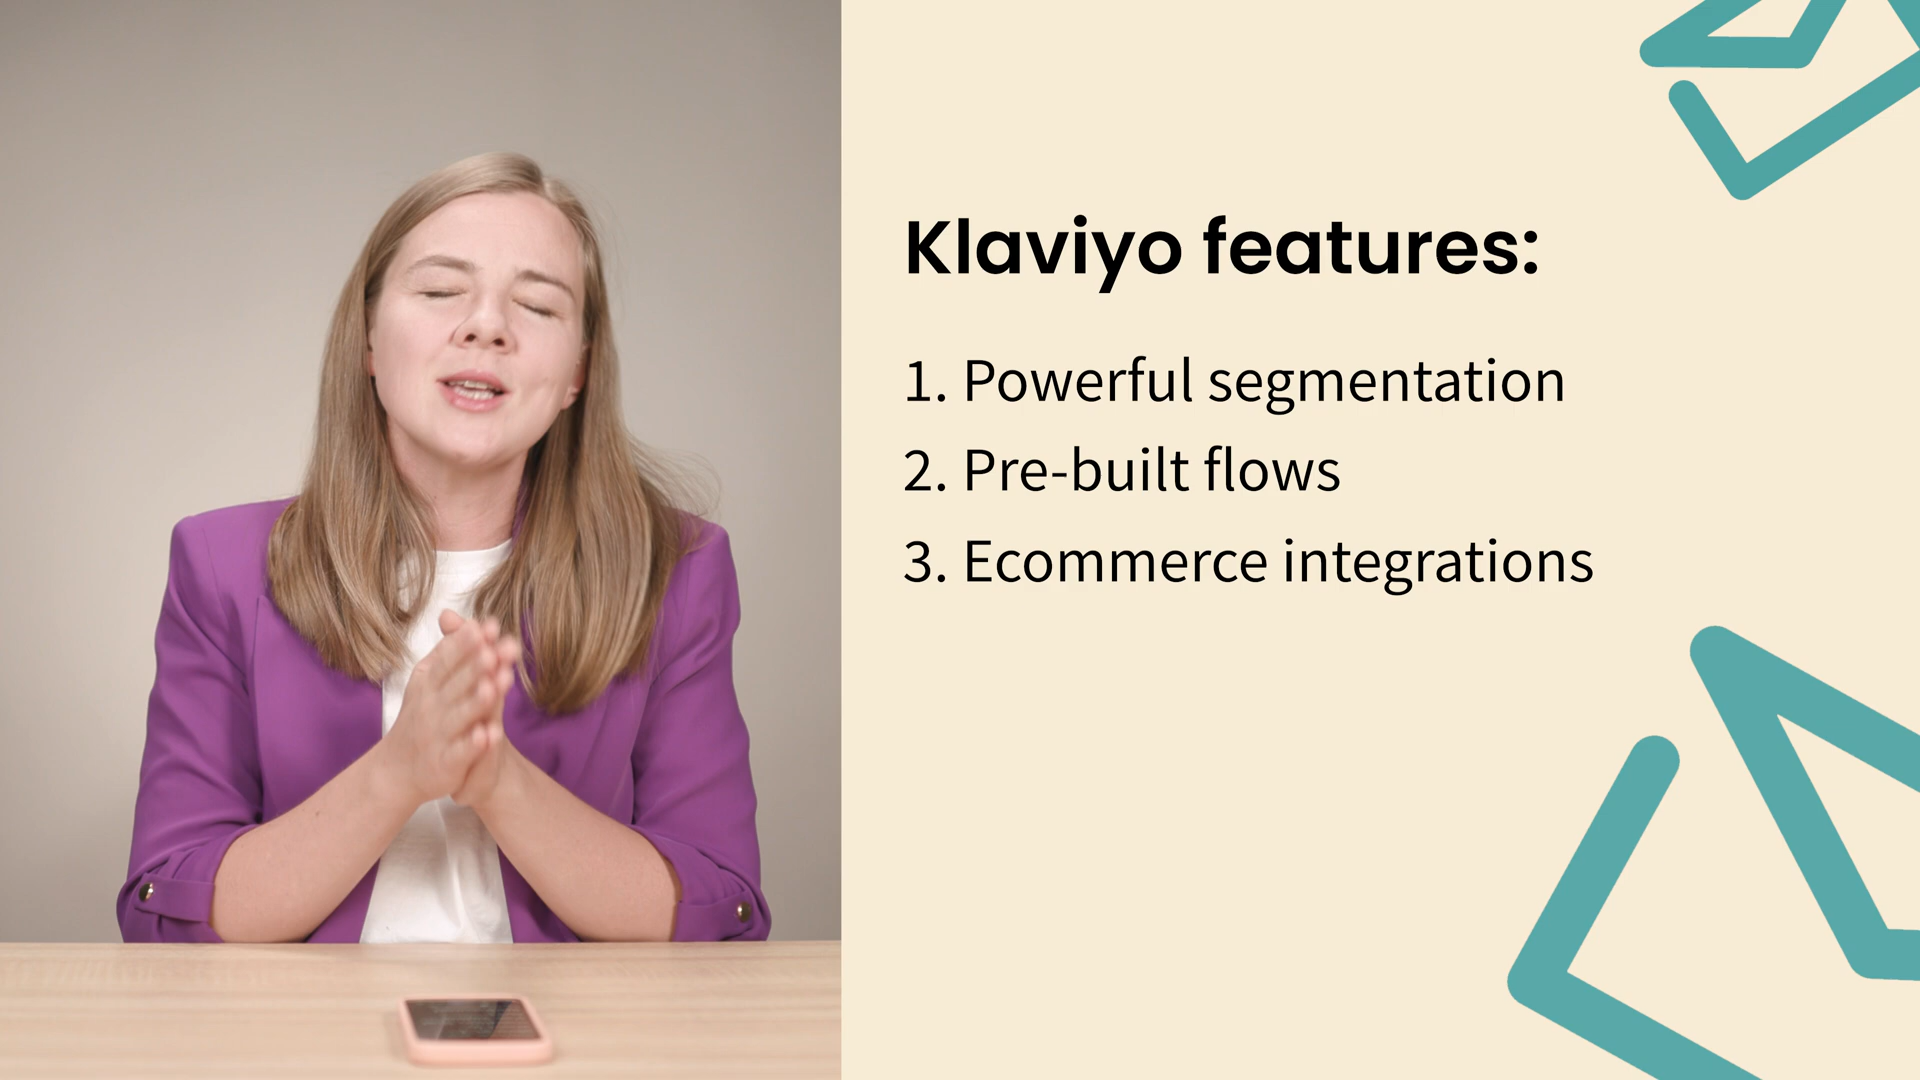 Klaviyo features:
1. Powerful segmentation
2. Pre-built flows
3. Ecommerce integrations